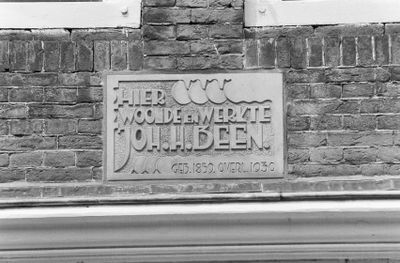 HIER
WOONDE EN WERKTE
JOH. H. BEEN.
GEB. 1859. OVERL. 1930